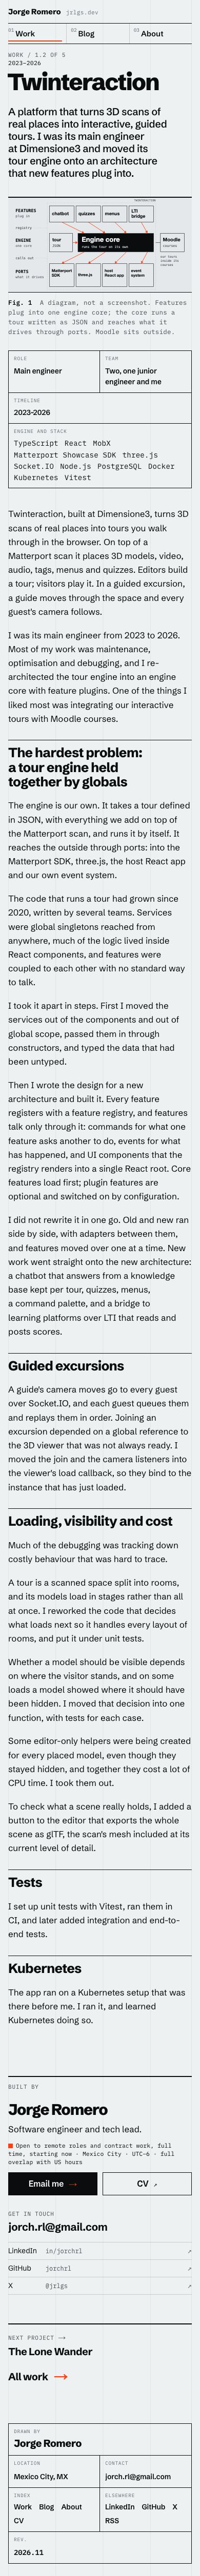 Jorge Romero jrlgs.dev
01 Work 02 Blog 03 About
WORK / 1.2 OF 5
2023–2026
Twinteraction
A platform that turns 3D scans of
real places into interactive, guided
tours. I was its main engineer
at Dimensione3 and moved its
tour engine onto an architecture
that new features plug into.
TWINTERACTION
FEATURES
plug in
chatbot
quizzes
menus
LTI
bridge
registry
ENGINE
one core
tour
JSON
Engine core
runs the tour on its own
Moodle
courses
calls out
our tours
inside its
courses
PORTS
what it drives
Matterport
SDK
three.js
host
React app
event
system
Fig. 1 A diagram, not a screenshot. Features
plug into one engine core; the core runs a
tour written as JSON and reaches what it
drives through ports. Moodle sits outside.
ROLE
Main engineer
TEAM
Two, one junior
engineer and me
TIMELINE
2023–2026
ENGINE AND STACK
TypeScript React MobX
Matterport Showcase SDK three.js
Socket.IO Node.js PostgreSQL Docker
Kubernetes Vitest
Twinteraction, built at Dimensione3, turns 3D
scans of real places into tours you walk
through in the browser. On top of a
Matterport scan it places 3D models, video,
audio, tags, menus and quizzes. Editors build
a tour; visitors play it. In a guided excursion,
a guide moves through the space and every
guest's camera follows.
I was its main engineer from 2023 to 2026.
Most of my work was maintenance,
optimisation and debugging, and I re-
architected the tour engine into an engine
core with feature plugins. One of the things I
liked most was integrating our interactive
tours with Moodle courses.
The hardest problem:
a tour engine held
together by globals
The engine is our own. It takes a tour defined
in JSON, with everything we add on top of
the Matterport scan, and runs it by itself. It
reaches the outside through ports: into the
Matterport SDK, three.js, the host React app
and our own event system.
The code that runs a tour had grown since
2020, written by several teams. Services
were global singletons reached from
anywhere, much of the logic lived inside
React components, and features were
coupled to each other with no standard way
to talk.
I took it apart in steps. First I moved the
services out of the components and out of
global scope, passed them in through
constructors, and typed the data that had
been untyped.
Then I wrote the design for a new
architecture and built it. Every feature
registers with a feature registry, and features
talk only through it: commands for what one
feature asks another to do, events for what
has happened, and UI components that the
registry renders into a single React root. Core
features load first; plugin features are
optional and switched on by configuration.
I did not rewrite it in one go. Old and new ran
side by side, with adapters between them,
and features moved over one at a time. New
work went straight onto the new architecture:
a chatbot that answers from a knowledge
base kept per tour, quizzes, menus,
a command palette, and a bridge to
learning platforms over LTI that reads and
posts scores.
Guided excursions
A guide's camera moves go to every guest
over Socket.IO, and each guest queues them
and replays them in order. Joining an
excursion depended on a global reference to
the 3D viewer that was not always ready. I
moved the join and the camera listeners into
the viewer's load callback, so they bind to the
instance that has just loaded.
Loading, visibility and cost
Much of the debugging was tracking down
costly behaviour that was hard to trace.
A tour is a scanned space split into rooms,
and its models load in stages rather than all
at once. I reworked the code that decides
what loads next so it handles every layout of
rooms, and put it under unit tests.
Whether a model should be visible depends
on where the visitor stands, and on some
loads a model showed where it should have
been hidden. I moved that decision into one
function, with tests for each case.
Some editor-only helpers were being created
for every placed model, even though they
stayed hidden, and together they cost a lot of
CPU time. I took them out.
To check what a scene really holds, I added a
button to the editor that exports the whole
scene as glTF, the scan's mesh included at its
current level of detail.
Tests
I set up unit tests with Vitest, ran them in
CI, and later added integration and end-to-
end tests.
Kubernetes
The app ran on a Kubernetes setup that was
there before me. I ran it, and learned
Kubernetes doing so.
BUILT BY
Jorge Romero
Software engineer and tech lead.
Open to remote roles and contract work, full
time, starting now · Mexico City · UTC−6 · full
overlap with US hours
Email me →
CV ↗
GET IN TOUCH
jorch.rl@gmail.com
LinkedIn in/jorchrl ↗
GitHub jorchrl ↗
X @jrlgs ↗
NEXT PROJECT →
The Lone Wander
All work →
DRAWN BY
Jorge Romero
LOCATION
Mexico City, MX
CONTACT
jorch.rl@gmail.com
INDEX
Work Blog About
CV
ELSEWHERE
LinkedIn GitHub X
RSS
REV.
2026.11